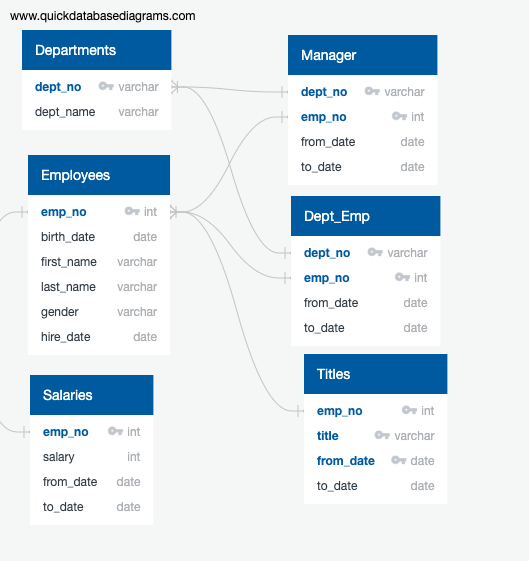 www.quickdatabasediagrams.com
Departments
dept_no varchar
dept_name varchar
Manager
dept_no varchar
emp_no int
from_date date
to_date date
Employees
emp_no int
birth_date date
first_name varchar
last_name varchar
gender varchar
hire_date date
Dept_Emp
dept_no varchar
emp_no int
from_date date
to_date date
Salaries
emp_no int
salary int
from_date date
to_date date
Titles
emp_no int
title varchar
from_date date
to_date date